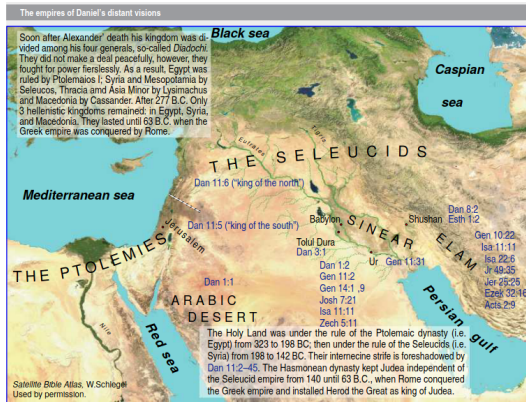 The empires of Daniel's distant visions
Soon after Alexander' death his kingdom was di-
vided among his four generals, so-called Diadochi.
They did not make a deal peacefully, however, they
fought for power fierslessly. As a result, Egypt was
ruled by Ptolemaios I; Syria and Mesopotamia by
Seleucos, Thracia amd Asia Minor by Lysimachus
and Macedonia by Cassander. After 277 B.C. Only
3 hellenistic kingdoms remained: in Egypt, Syria,
and Macedonia. They lasted until 63 B.C. when the
Greek empire was conquered by Rome.
Black sea
Caspian
sea
Eufrates
Tigris
THE SELEUCIDS
Dan 11:6 ("king of the north")
Mediterranean sea
Jerusalem
Dan 11:5 ("king of the south")
Babylon
SINEAR
Shushan
Dan 8:2
Esth 1:2
ELAM
Gen 10:22
Isa 11:11
Isa 22:6
Jr 49:35
Jer 25:25
Ezek 32:16
Acts 2:9
Tolul Dura
Dan 3:1
Ur
Gen 11:31
Dan 1:2
Gen 11:2
Gen 14:1 ,9
Josh 7:21
Isa 11:11
Zech 5:11
THE PTOLEMIES
Dan 1:1
ARABIC
DESERT
Persian gulf
Nile
Red sea
The Holy Land was under the rule of the Ptolemaic dynasty (i.e.
Egypt) from 323 to 198 BC; then under the rule of the Seleucids (i.e.
Syria) from 198 to 142 BC. Their internecine strife is foreshadowed by
Dan 11:2–45. The Hasmonean dynasty kept Judea independent of
the Seleucid empire from 140 until 63 B.C., when Rome conquered
the Greek empire and installed Herod the Great as king of Judea.
Satellite Bible Atlas, W.Schlegel
Used by permission.